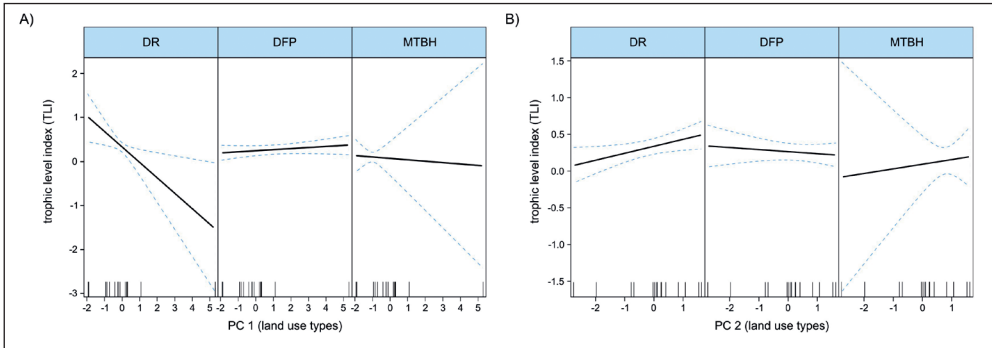 A)
DR DFP MTBH
trophic level index (TLI)
2
1
0
-1
-2
-3
-2 -1 0 1 2 3 4 5 -2 -1 0 1 2 3 4 5 -2 -1 0 1 2 3 4 5
PC 1 (land use types)
B)
DR DFP MTBH
trophic level index (TLI)
1.5
1.0
0.5
0.0
-0.5
-1.0
-1.5
-2 -1 0 1 -2 -1 0 1 -2 -1 0 1
PC 2 (land use types)